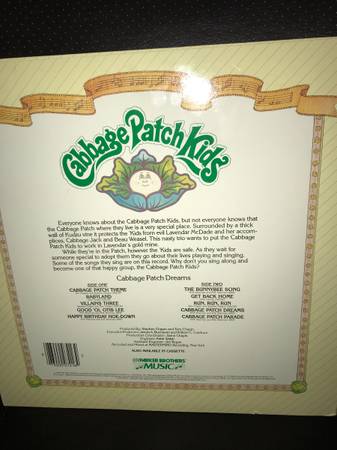 Cabbage Patch Kids
Everyone knows about the Cabbage Patch Kids, but not everyone knows that
the Cabbage Patch where they live is a very special place. Surrounded by a thick
wall of Kudzu vine it protects the 'Kids from evil Lavendar McDade and her accom-
plices, Cabbage Jack and Beau Weasel. This nasty trio wants to put the Cabbage
Patch Kids to work in Lavendar's gold mine.
While they're in the Patch, however the 'Kids are safe. As they wait for
someone special to adopt them they go about their lives playing and singing.
Some of the songs they sing are on this record. Why don't you sing along and
become one of that happy group, the Cabbage Patch Kids?
Cabbage Patch Dreams
SIDE ONE
CABBAGE PATCH THEME
BABYLAND
VILLAINS THREE
GOOD 'OL OTIS LEE
HAPPY BIRTHDAY HOE-DOWN
SIDE TWO
THE BUNNYBEE SONG
GET BACK HOME
RUN, RUN, RUN
CABBAGE PATCH DREAMS
CABBAGE PATCH PARADE
ALSO AVAILABLE IN CASSETTE
PARKER BROTHERS
MUSIC